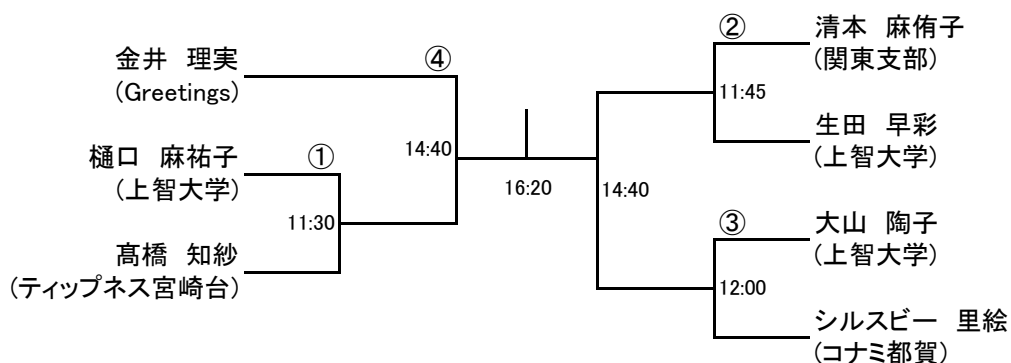 金井　理実
(Greetings)
④
樋口　麻祐子
(上智大学)
①
14:40
11:30
髙橋　知紗
(ティップネス宮崎台)
16:20
②
清本　麻侑子
(関東支部)
11:45
生田　早彩
(上智大学)
14:40
③
大山　陶子
(上智大学)
12:00
シルスビー　里絵
(コナミ都賀)